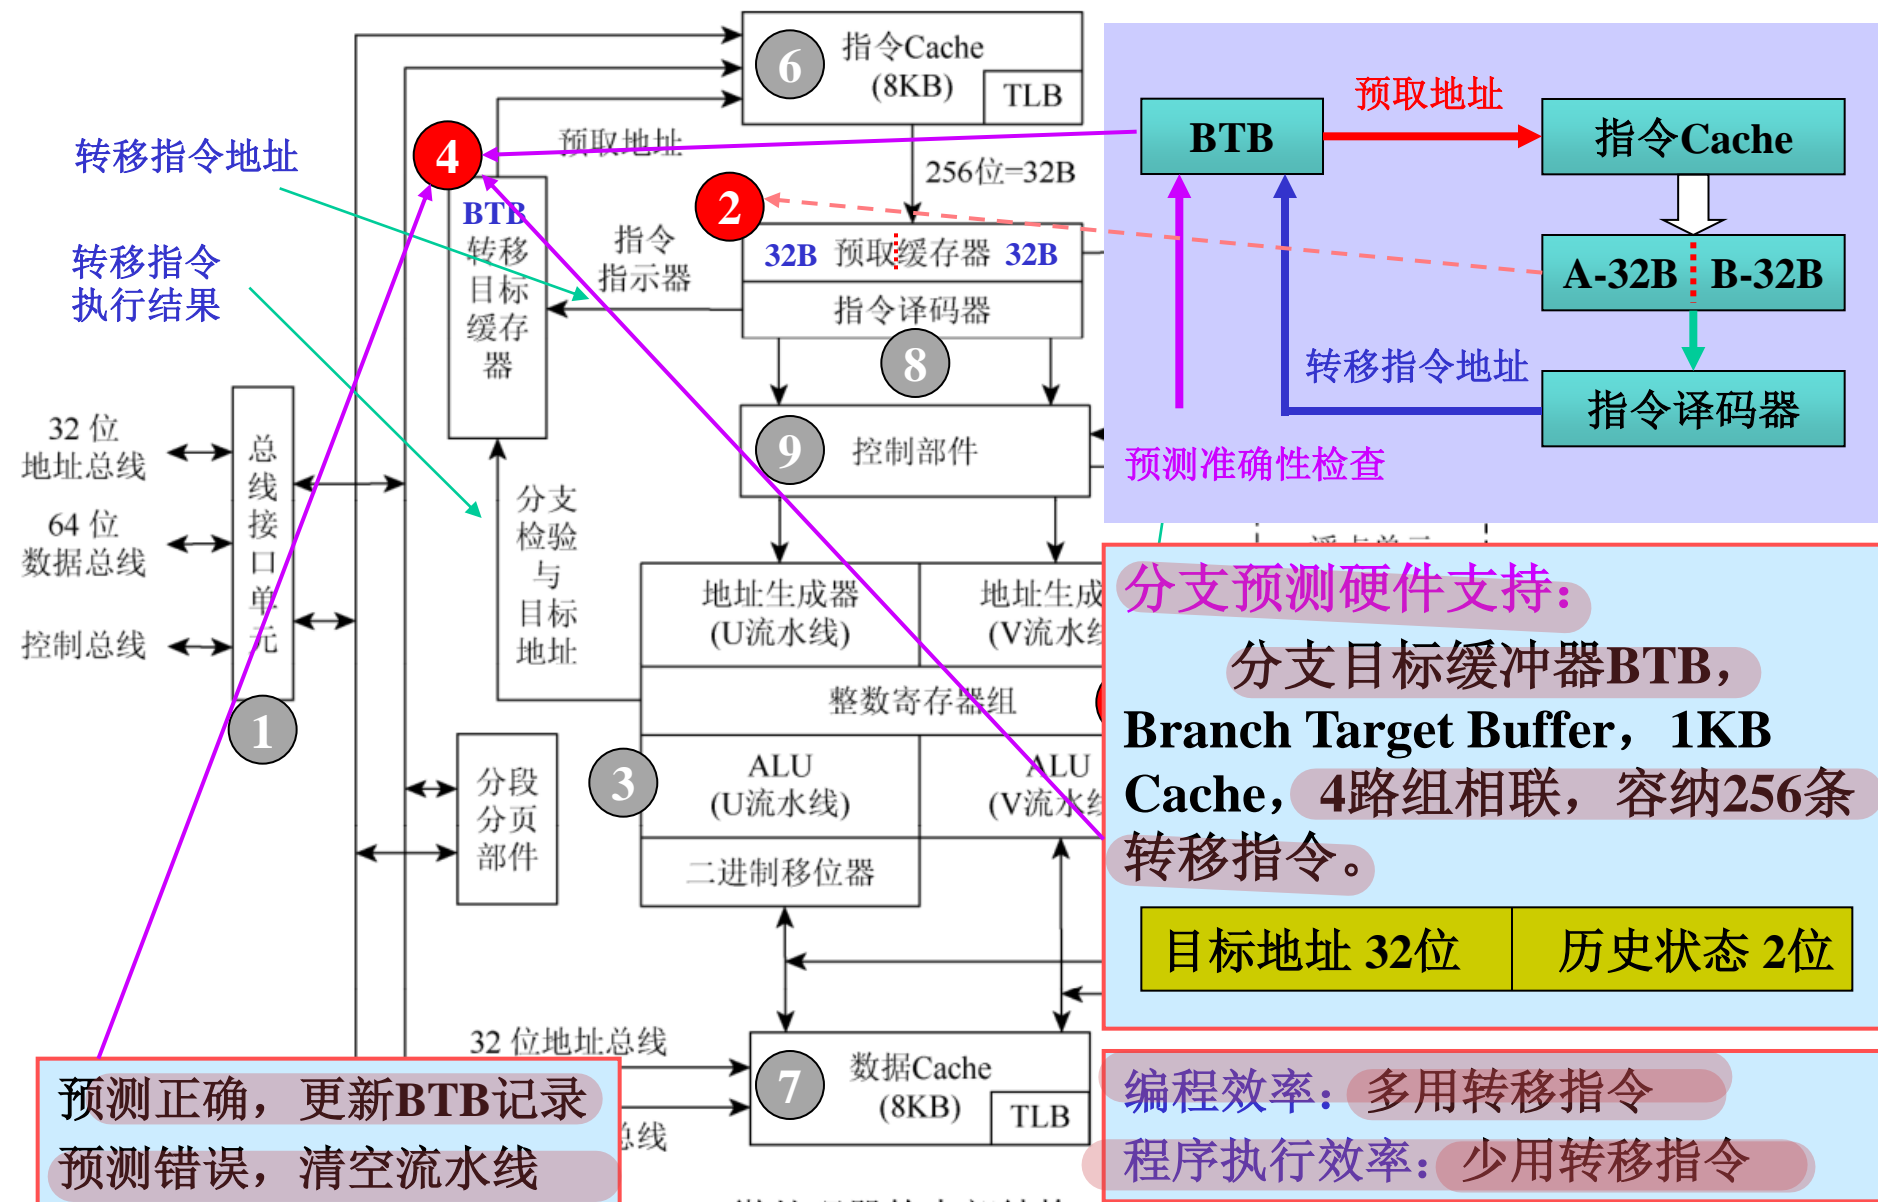 6
指令Cache
(8KB)
TLB
预取地址
转移指令地址
4
256位=32B
2
BTB
转移
目标
缓存
器
指令
指示器
32B 预取缓存器 32B
指令译码器
转移指令
执行结果
8
9
控制部件
32 位
地址总线
64 位
数据总线
控制总线
总线接口单元
1
分支
检验
与
目标
地址
地址生成器
(U流水线)
地址生成
(V流水线
整数寄存器组
3
ALU
(U流水线)
ALU
(V流水线
二进制移位器
分段
分页
部件
32 位地址总线
总线
7
数据Cache
(8KB)
TLB
BTB
预取地址
指令Cache
A-32B
B-32B
转移指令地址
指令译码器
预测准确性检查
分支预测硬件支持：
分支目标缓冲器BTB，
Branch Target Buffer，1KB
Cache，4路组相联，容纳256条
转移指令。
目标地址 32位
历史状态 2位
预测正确，更新BTB记录
预测错误，清空流水线
编程效率：多用转移指令
程序执行效率：少用转移指令